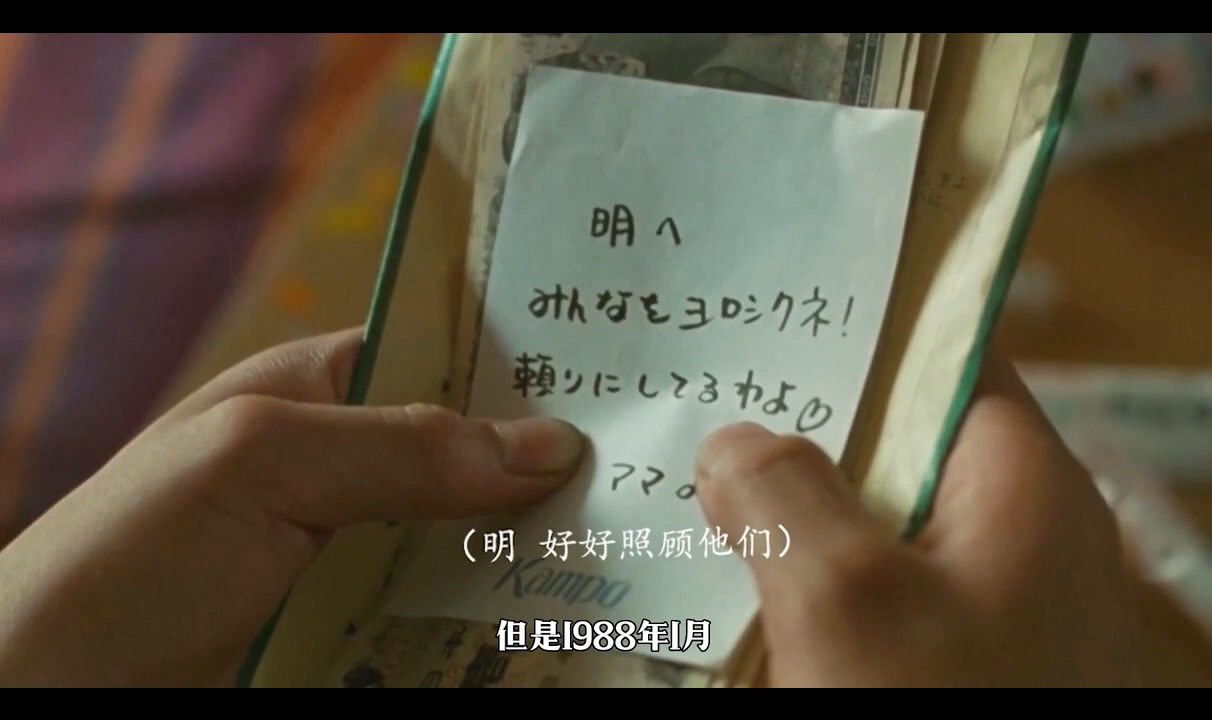 明へ
みんなをヨロシクネ!
頼りにしてるわよ
ママ
(明 好好照顾他们)
Kampo
但是1988年1月